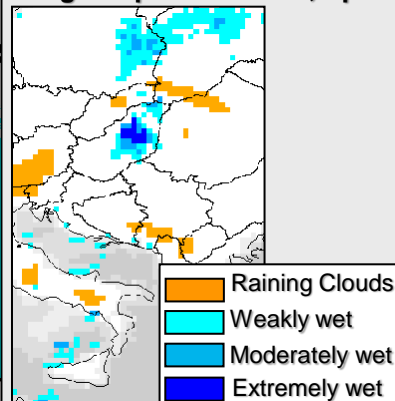 Raining Clouds
Weakly wet
Moderately wet
Extremely wet